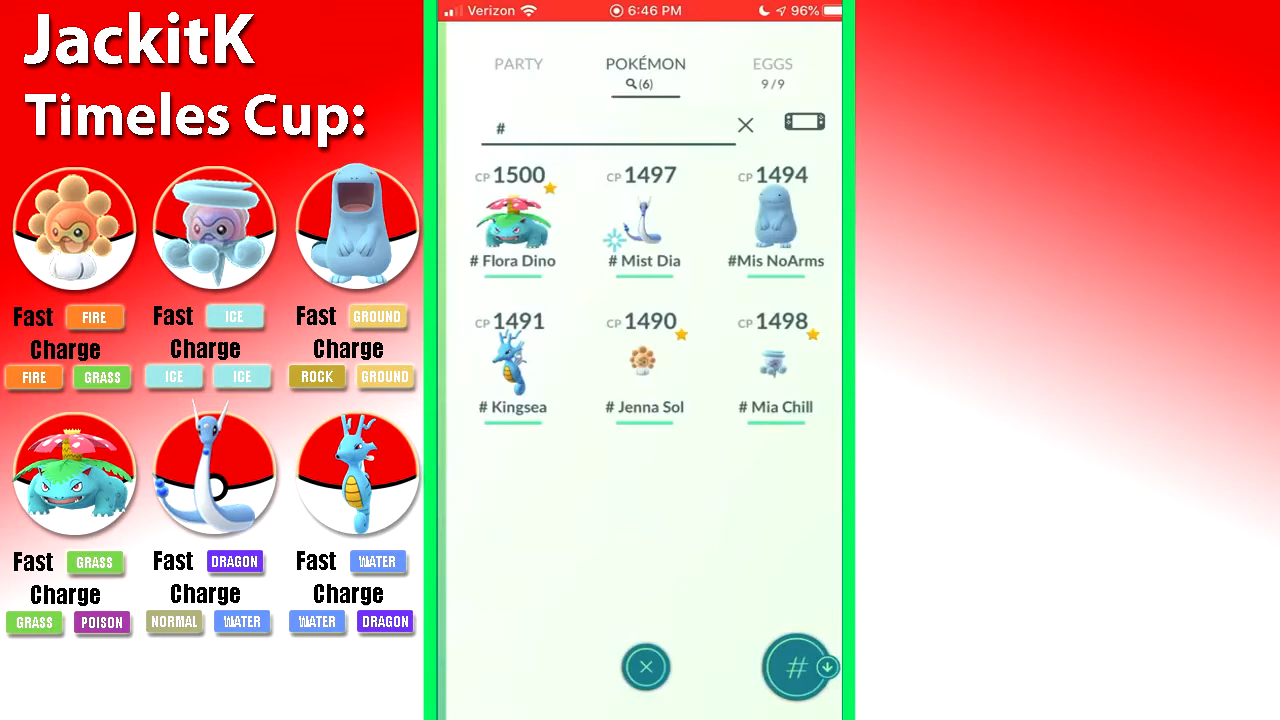 JackitK
Timeles Cup:
Fast FIRE
Charge
FIRE GRASS
Fast ICE
Charge
ICE ICE
Fast GROUND
Charge
ROCK GROUND
Fast GRASS
Charge
GRASS POISON
Fast DRAGON
Charge
NORMAL WATER
Fast WATER
Charge
WATER DRAGON
Verizon 6:46 PM 96%
PARTY POKÉMON EGGS
(6) 9/9
#
CP 1500 CP 1497 CP 1494
# Flora Dino # Mist Dia #Mis NoArms
CP 1491 CP 1490 CP 1498
# Kingsea # Jenna Sol # Mia Chill
#